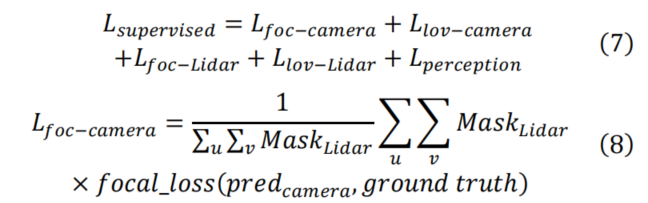 L_{supervised} = L_{foc-camera} + L_{lov-camera}
+L_{foc-Lidar} + L_{lov-Lidar} + L_{perception} (7)
L_{foc-camera} = \frac{1}{\sum_u \sum_v Mask_{Lidar}} \sum_u \sum_v Mask_{Lidar}
× focal_loss(pred_{camera}, ground truth) (8)